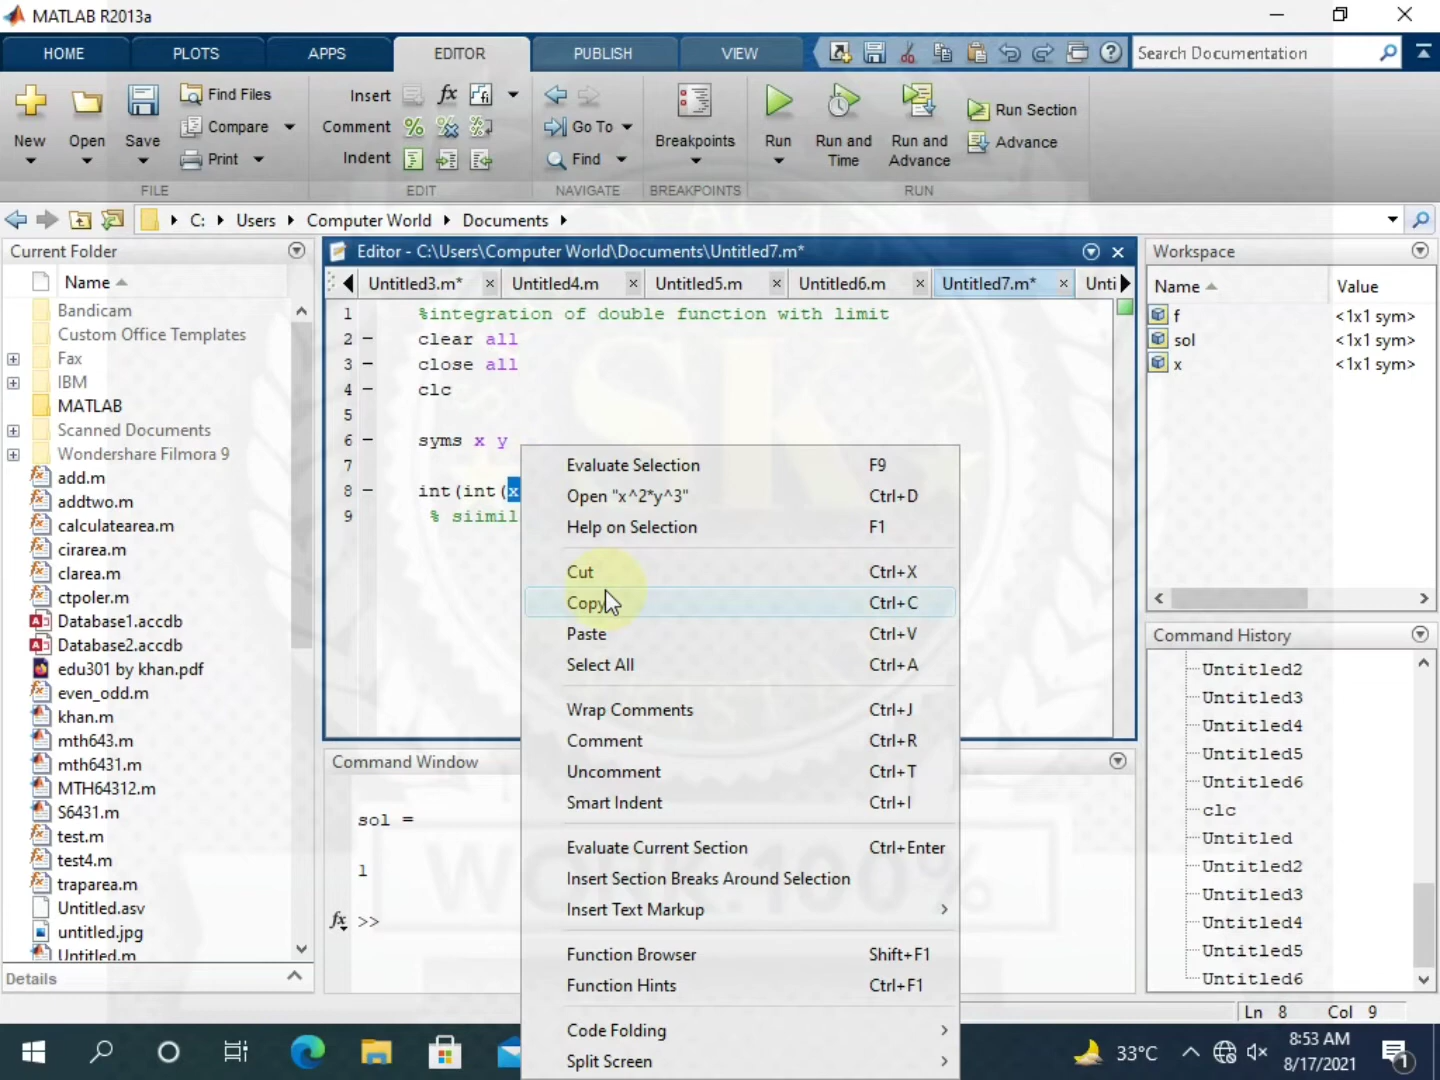 MATLAB R2013a
HOME
PLOTS
APPS
EDITOR
PUBLISH
VIEW
Search Documentation
New
Open
Save
Find Files
Compare
Print
FILE
Insert
Comment
Indent
EDIT
Go To
Find
NAVIGATE
Breakpoints
BREAKPOINTS
Run
Run and Time
Run and Advance
Run Section
Advance
RUN
C: Users Computer World Documents
Current Folder
Name
Bandicam
Custom Office Templates
Fax
IBM
MATLAB
Scanned Documents
Wondershare Filmora 9
add.m
addtwo.m
calculatearea.m
cirarea.m
clarea.m
ctpoler.m
Database1.accdb
Database2.accdb
edu301 by khan.pdf
even_odd.m
khan.m
mth643.m
mth6431.m
MTH64312.m
S6431.m
test.m
test4.m
traparea.m
Untitled.asv
untitled.jpg
Untitled.m
Details
Editor - C:\Users\Computer World\Documents\Untitled7.m*
Untitled3.m*
Untitled4.m
Untitled5.m
Untitled6.m
Untitled7.m*
Unti
1 %integration of double function with limit
2 clear all
3 close all
4 clc
5
6 syms x y
7
8 int(int(x
9 % siimil
Evaluate Selection F9
Open "x^2*y^3" Ctrl+D
Help on Selection F1
Cut Ctrl+X
Copy Ctrl+C
Paste Ctrl+V
Select All Ctrl+A
Wrap Comments Ctrl+J
Comment Ctrl+R
Uncomment Ctrl+T
Smart Indent Ctrl+I
Evaluate Current Section Ctrl+Enter
Insert Section Breaks Around Selection
Insert Text Markup
Function Browser Shift+F1
Function Hints Ctrl+F1
Code Folding
Split Screen
Command Window
sol =
1
fx >>
WORK.100%
SK
Workspace
Name Value
f <1x1 sym>
sol <1x1 sym>
x <1x1 sym>
Command History
Untitled2
Untitled3
Untitled4
Untitled5
Untitled6
clc
Untitled
Untitled2
Untitled3
Untitled4
Untitled5
Untitled6
Ln 8 Col 9
33°C
8:53 AM
8/17/2021
1